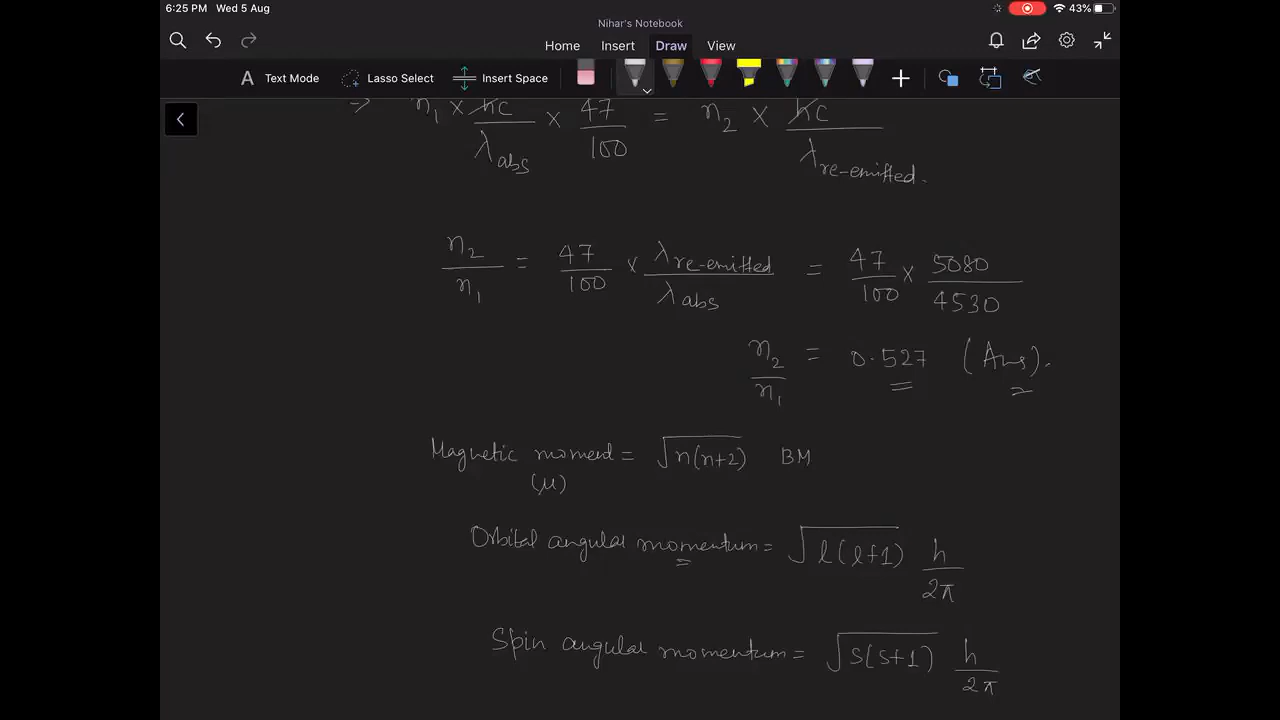 6:25 PM Wed 5 Aug
43%
Nihar's Notebook
Home Insert Draw View
A Text Mode Lasso Select Insert Space
⇒ n₁ × hc/λabs × 47/100 = n₂ × hc/λre-emitted.
n₂/n₁ = 47/100 × λre-emitted/λabs = 47/100 × 5080/4530
n₂/n₁ = 0.527 (Ans).
Magnetic moment = √n(n+2) BM
(μ)
Orbital angular momentum = √l(l+1) h/2π
Spin angular momentum = √s(s+1) h/2π